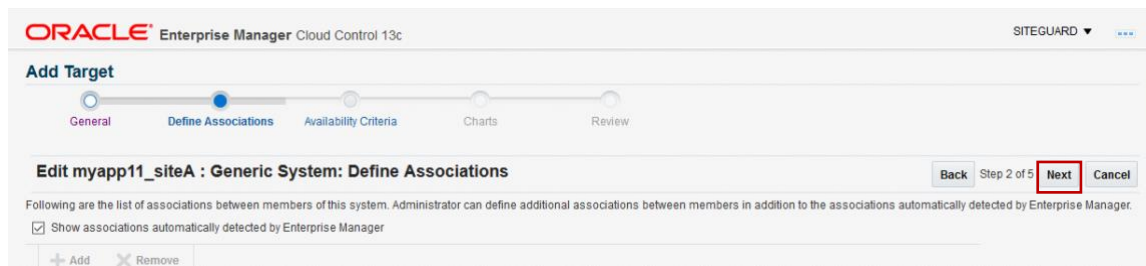 ORACLE Enterprise Manager Cloud Control 13c
SITEGUARD
Add Target
General Define Associations Availability Criteria Charts Review
Edit myapp11_siteA : Generic System: Define Associations
Back Step 2 of 5 Next Cancel
Following are the list of associations between members of this system. Administrator can define additional associations between members in addition to the associations automatically detected by Enterprise Manager.
Show associations automatically detected by Enterprise Manager
Add Remove